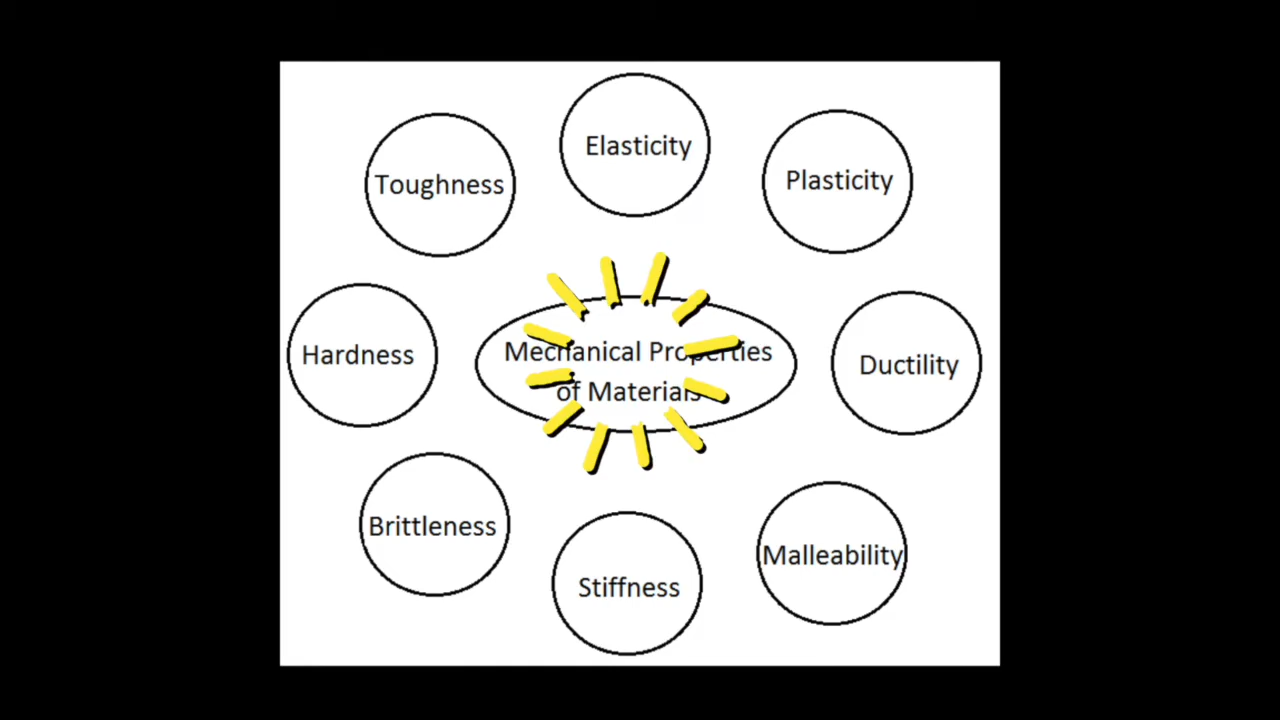 Elasticity
Toughness
Plasticity
Mechanical Properties
of Materials
Hardness
Ductility
Brittleness
Malleability
Stiffness